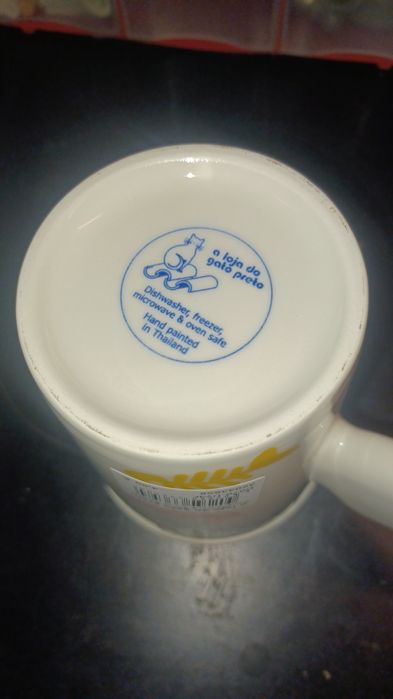 a loja do
gato preto
Dishwasher, freezer,
microwave & oven safe
Hand painted
in Thailand